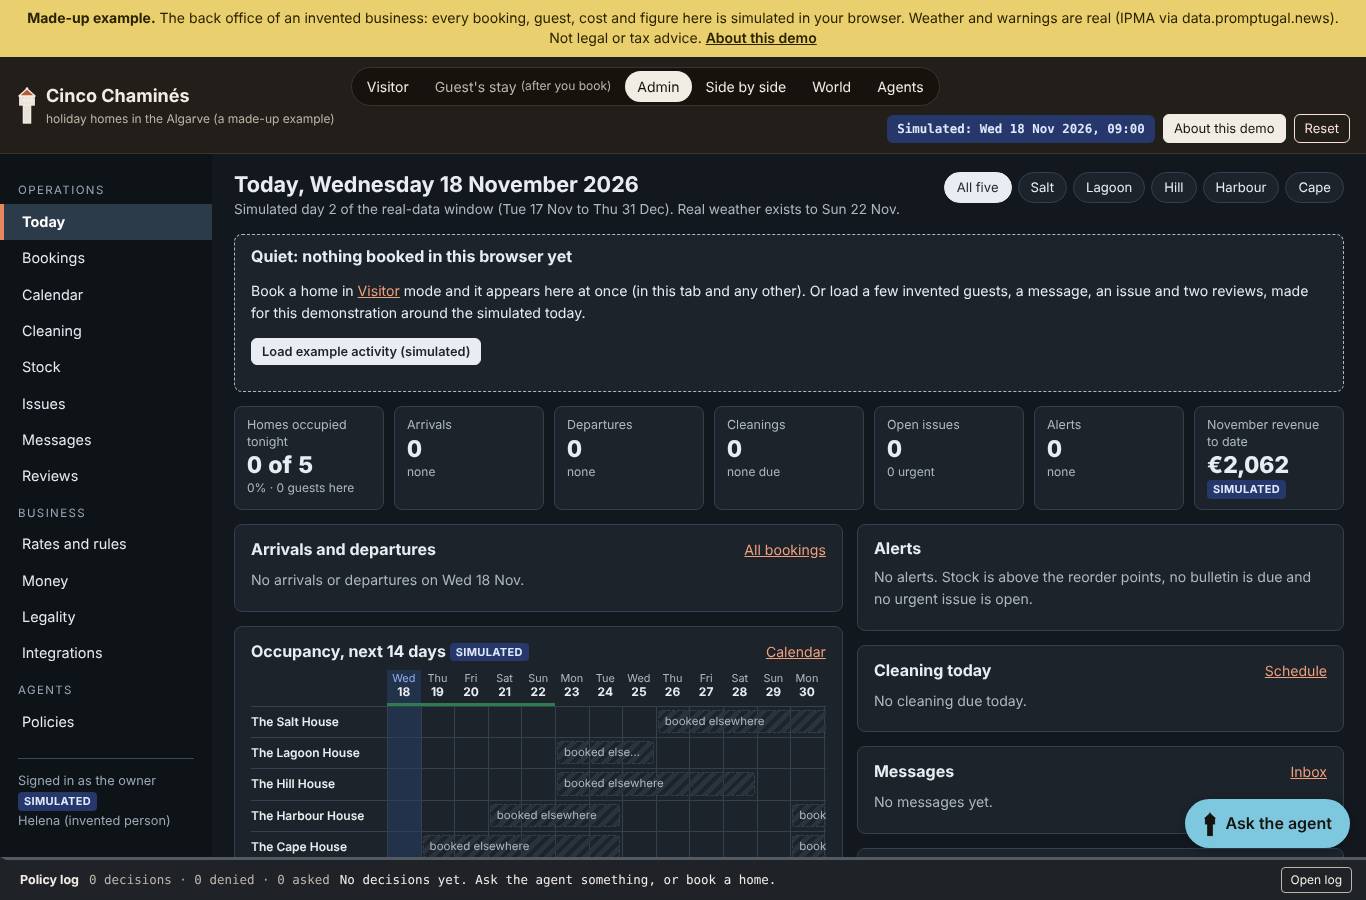 Made-up example. The back office of an invented business: every booking, guest, cost and figure here is simulated in your browser. Weather and warnings are real (IPMA via data.promptugal.news).
Not legal or tax advice. About this demo
Cinco Chaminés
holiday homes in the Algarve (a made-up example)
Visitor
Guest's stay (after you book)
Admin
Side by side
World
Agents
Simulated: Wed 18 Nov 2026, 09:00
About this demo
Reset
OPERATIONS
Today
Bookings
Calendar
Cleaning
Stock
Issues
Messages
Reviews
BUSINESS
Rates and rules
Money
Legality
Integrations
AGENTS
Policies
Signed in as the owner
SIMULATED
Helena (invented person)
Today, Wednesday 18 November 2026
Simulated day 2 of the real-data window (Tue 17 Nov to Thu 31 Dec). Real weather exists to Sun 22 Nov.
All five
Salt
Lagoon
Hill
Harbour
Cape
Quiet: nothing booked in this browser yet
Book a home in Visitor mode and it appears here at once (in this tab and any other). Or load a few invented guests, a message, an issue and two reviews, made
for this demonstration around the simulated today.
Load example activity (simulated)
Homes occupied
tonight
0 of 5
0% · 0 guests here
Arrivals
0
none
Departures
0
none
Cleanings
0
none due
Open issues
0
0 urgent
Alerts
0
none
November revenue
to date
€2,062
SIMULATED
Arrivals and departures
All bookings
No arrivals or departures on Wed 18 Nov.
Occupancy, next 14 days SIMULATED
Calendar
Wed Thu Fri Sat Sun Mon Tue Wed Thu Fri Sat Sun Mon
18 19 20 21 22 23 24 25 26 27 28 29 30
The Salt House booked elsewhere
The Lagoon House booked else...
The Hill House booked elsewhere
The Harbour House booked elsewhere book
The Cape House booked elsewhere book
Alerts
No alerts. Stock is above the reorder points, no bulletin is due and
no urgent issue is open.
Cleaning today
Schedule
No cleaning due today.
Messages
Inbox
No messages yet.
Ask the agent
Policy log 0 decisions · 0 denied · 0 asked No decisions yet. Ask the agent something, or book a home.
Open log